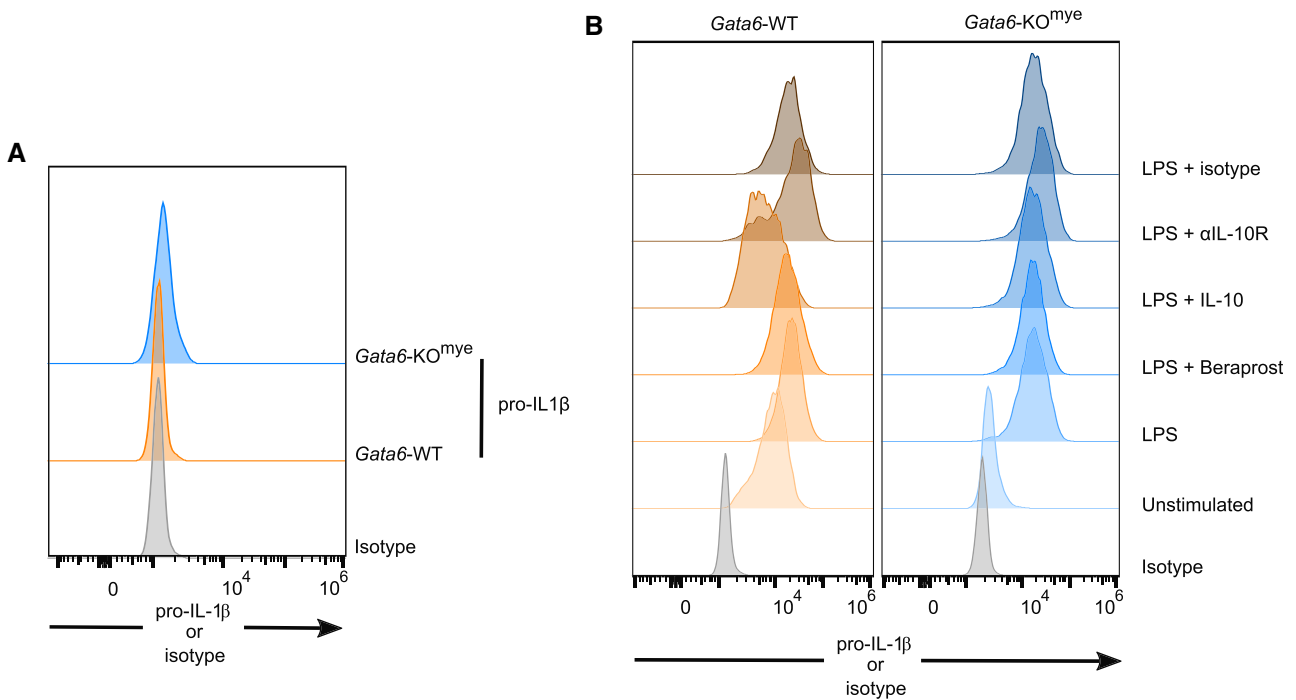 A
Gata6-KOmye
Gata6-WT
Isotype
pro-IL1β
0 10^4 10^6
pro-IL-1β
or
isotype
B
Gata6-WT Gata6-KOmye
LPS + isotype
LPS + αIL-10R
LPS + IL-10
LPS + Beraprost
LPS
Unstimulated
Isotype
0 10^4 10^6 0 10^4 10^6
pro-IL-1β
or
isotype